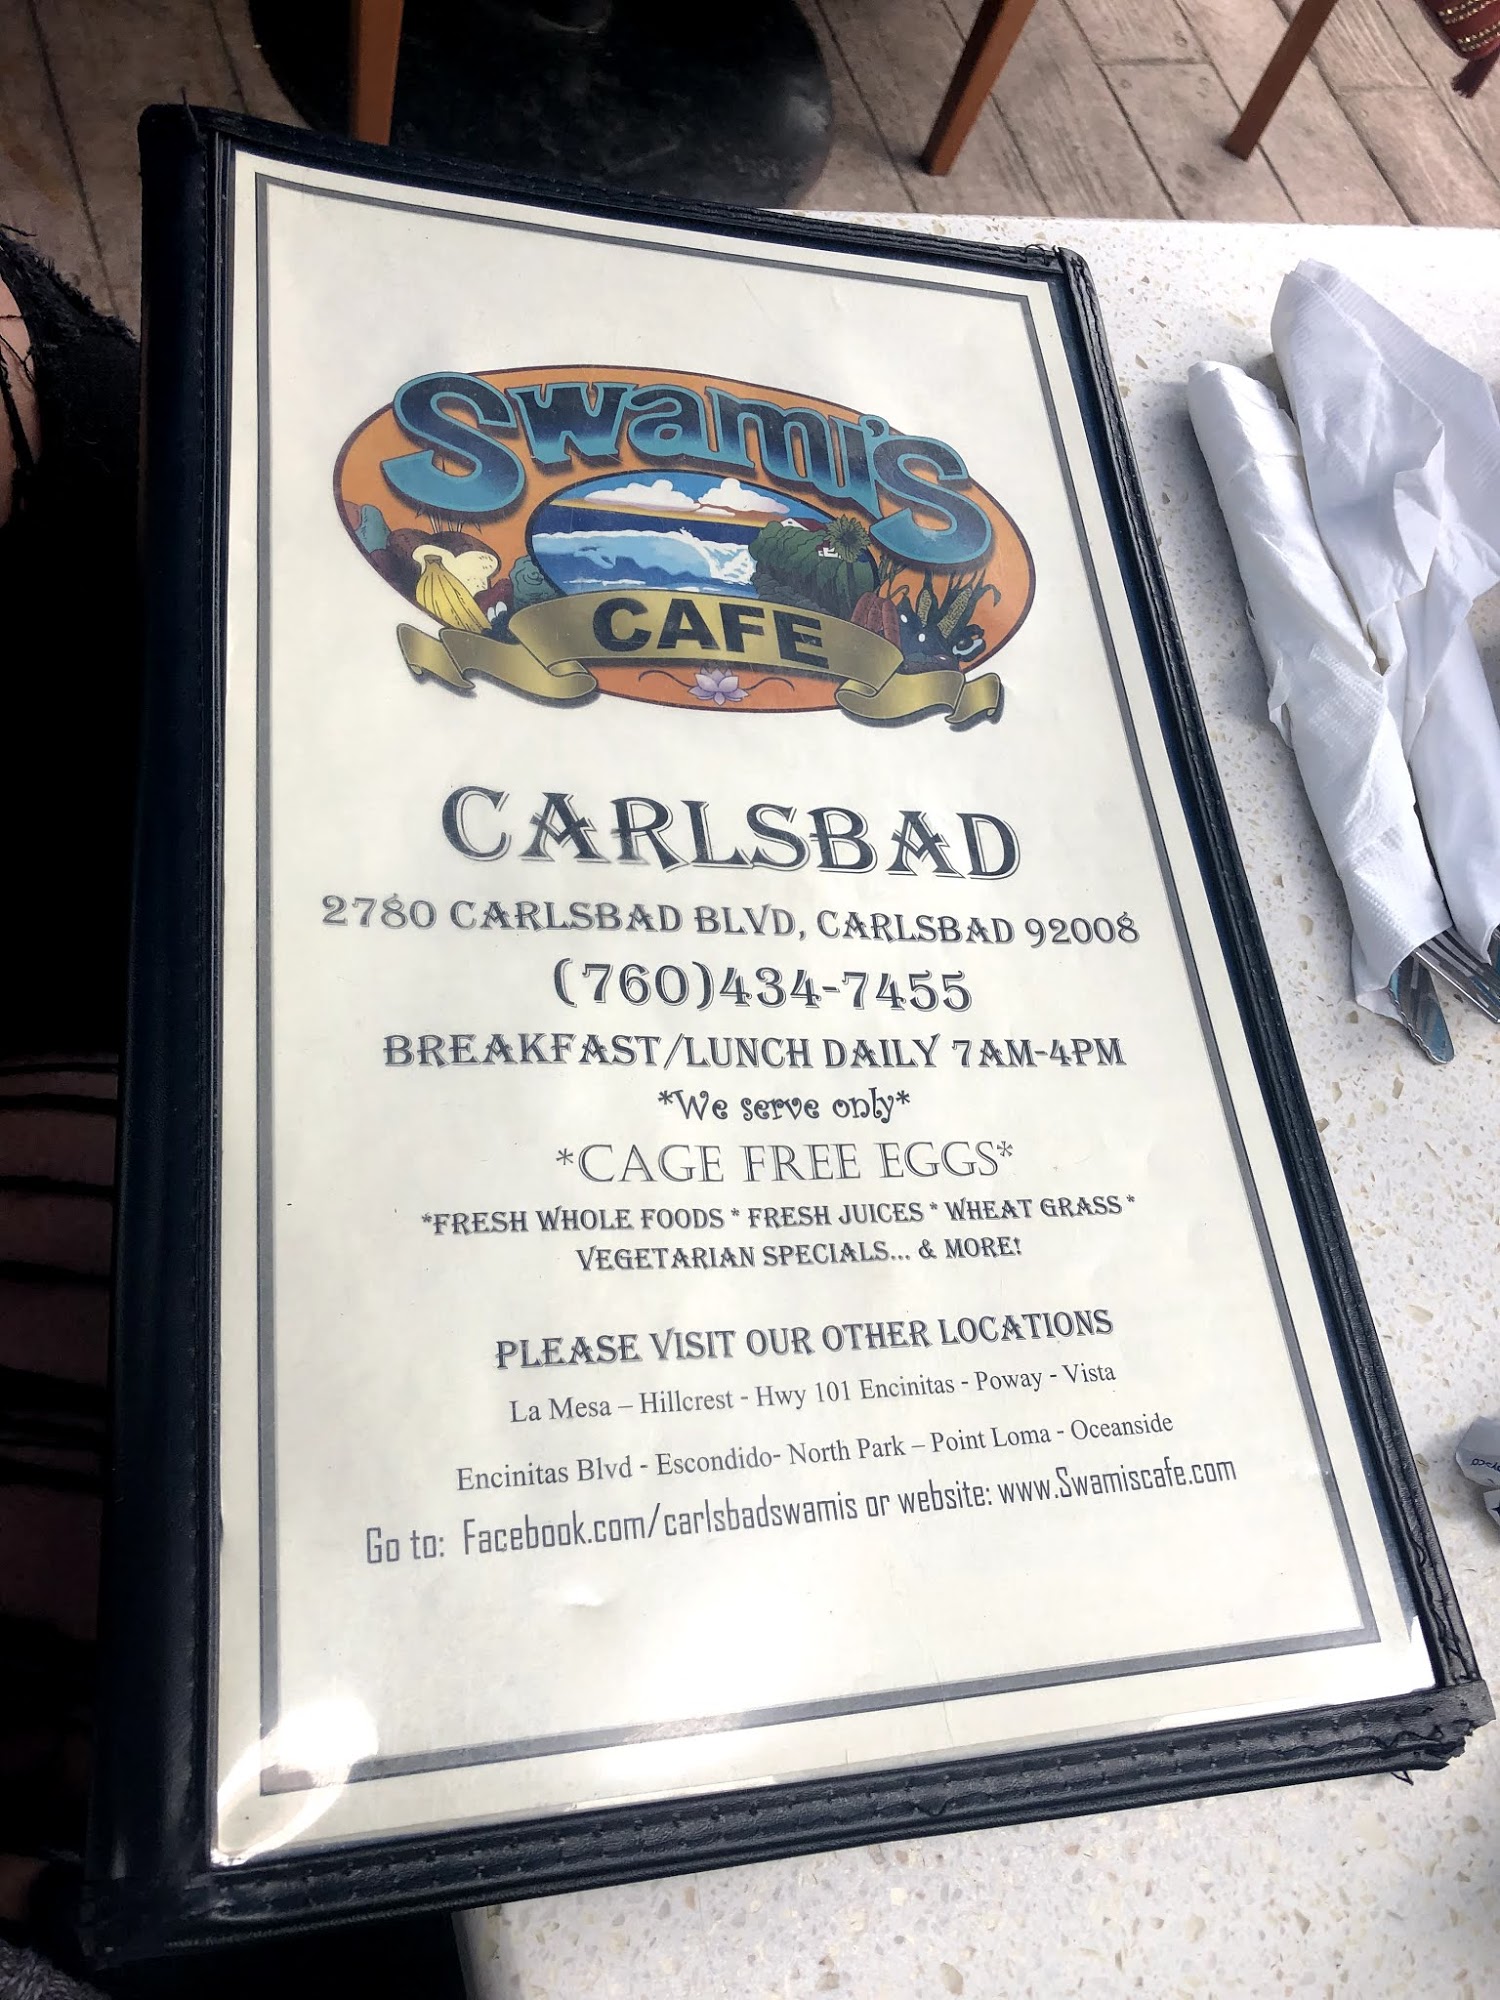 Swami's
CAFE
CARLSBAD
2780 CARLSBAD BLVD, CARLSBAD 92008
(760)434-7455
BREAKFAST/LUNCH DAILY 7AM-4PM
*We serve only*
*CAGE FREE EGGS*
*FRESH WHOLE FOODS * FRESH JUICES * WHEAT GRASS *
VEGETARIAN SPECIALS... & MORE!
PLEASE VISIT OUR OTHER LOCATIONS
La Mesa – Hillcrest - Hwy 101 Encinitas - Poway - Vista
Encinitas Blvd - Escondido- North Park – Point Loma - Oceanside
Go to: Facebook.com/carlsbadswamis or website: www.Swamiscafe.com